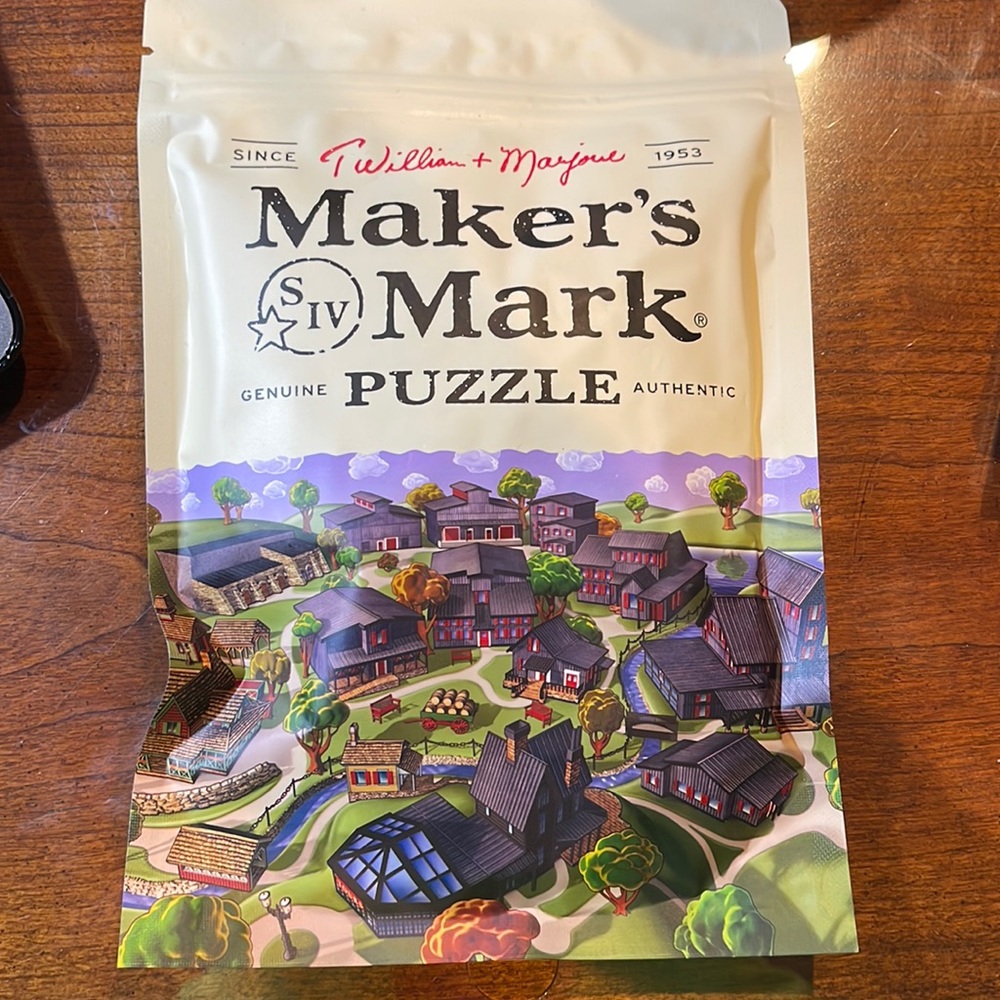 SINCE T William + Marjorie 1953
Maker's
S IV Mark®
GENUINE PUZZLE AUTHENTIC